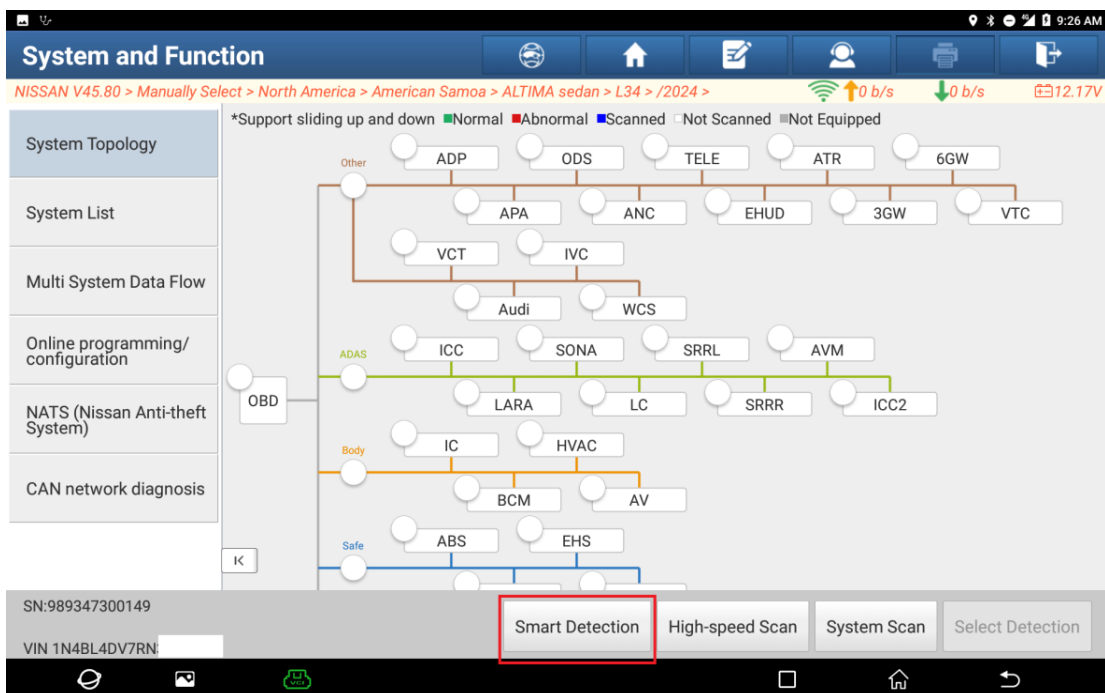 9:26 AM
System and Function
NISSAN V45.80 > Manually Select > North America > American Samoa > ALTIMA sedan > L34 > /2024 >
0 b/s
0 b/s
12.17V
System Topology
System List
Multi System Data Flow
Online programming/
configuration
NATS (Nissan Anti-theft
System)
CAN network diagnosis
*Support sliding up and down Normal Abnormal Scanned Not Scanned Not Equipped
Other
ADP ODS TELE ATR 6GW
APA ANC EHUD 3GW VTC
VCT IVC
Audi WCS
ADAS
ICC SONA SRRL AVM
LARA LC SRRR ICC2
OBD
Body
IC HVAC
BCM AV
Safe
ABS EHS
SN:989347300149
VIN 1N4BL4DV7RN
Smart Detection High-speed Scan System Scan Select Detection
VCI